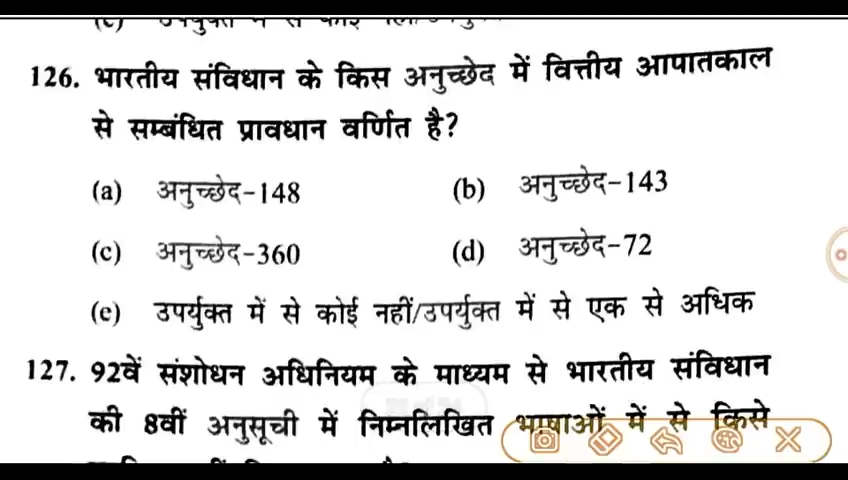 126. भारतीय संविधान के किस अनुच्छेद में वित्तीय आपातकाल
से सम्बंधित प्रावधान वर्णित है?
(a) अनुच्छेद-148 (b) अनुच्छेद-143
(c) अनुच्छेद-360 (d) अनुच्छेद-72
(e) उपर्युक्त में से कोई नहीं/उपर्युक्त में से एक से अधिक
127. 92वें संशोधन अधिनियम के माध्यम से भारतीय संविधान
की 8वीं अनुसूची में निम्नलिखित भाषाओं में से किसे